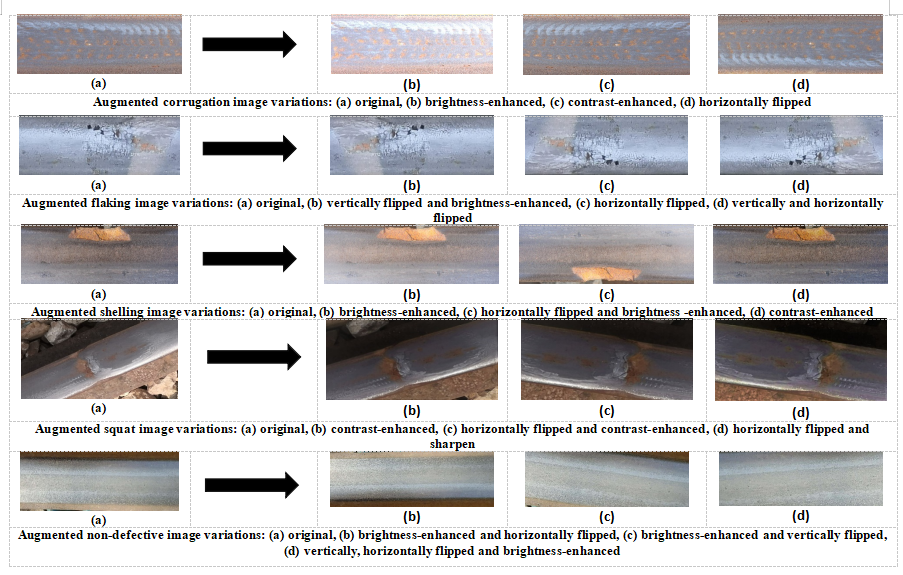 (a) (b) (c) (d)
Augmented corrugation image variations: (a) original, (b) brightness-enhanced, (c) contrast-enhanced, (d) horizontally flipped
(a) (b) (c) (d)
Augmented flaking image variations: (a) original, (b) vertically flipped and brightness-enhanced, (c) horizontally flipped, (d) vertically and horizontally
flipped
(a) (b) (c) (d)
Augmented shelling image variations: (a) original, (b) brightness-enhanced, (c) horizontally flipped and brightness -enhanced, (d) contrast-enhanced
(a) (b) (c) (d)
Augmented squat image variations: (a) original, (b) contrast-enhanced, (c) horizontally flipped and contrast-enhanced, (d) horizontally flipped and
sharpen
(a) (b) (c) (d)
Augmented non-defective image variations: (a) original, (b) brightness-enhanced and horizontally flipped, (c) brightness-enhanced and vertically flipped,
(d) vertically, horizontally flipped and brightness-enhanced